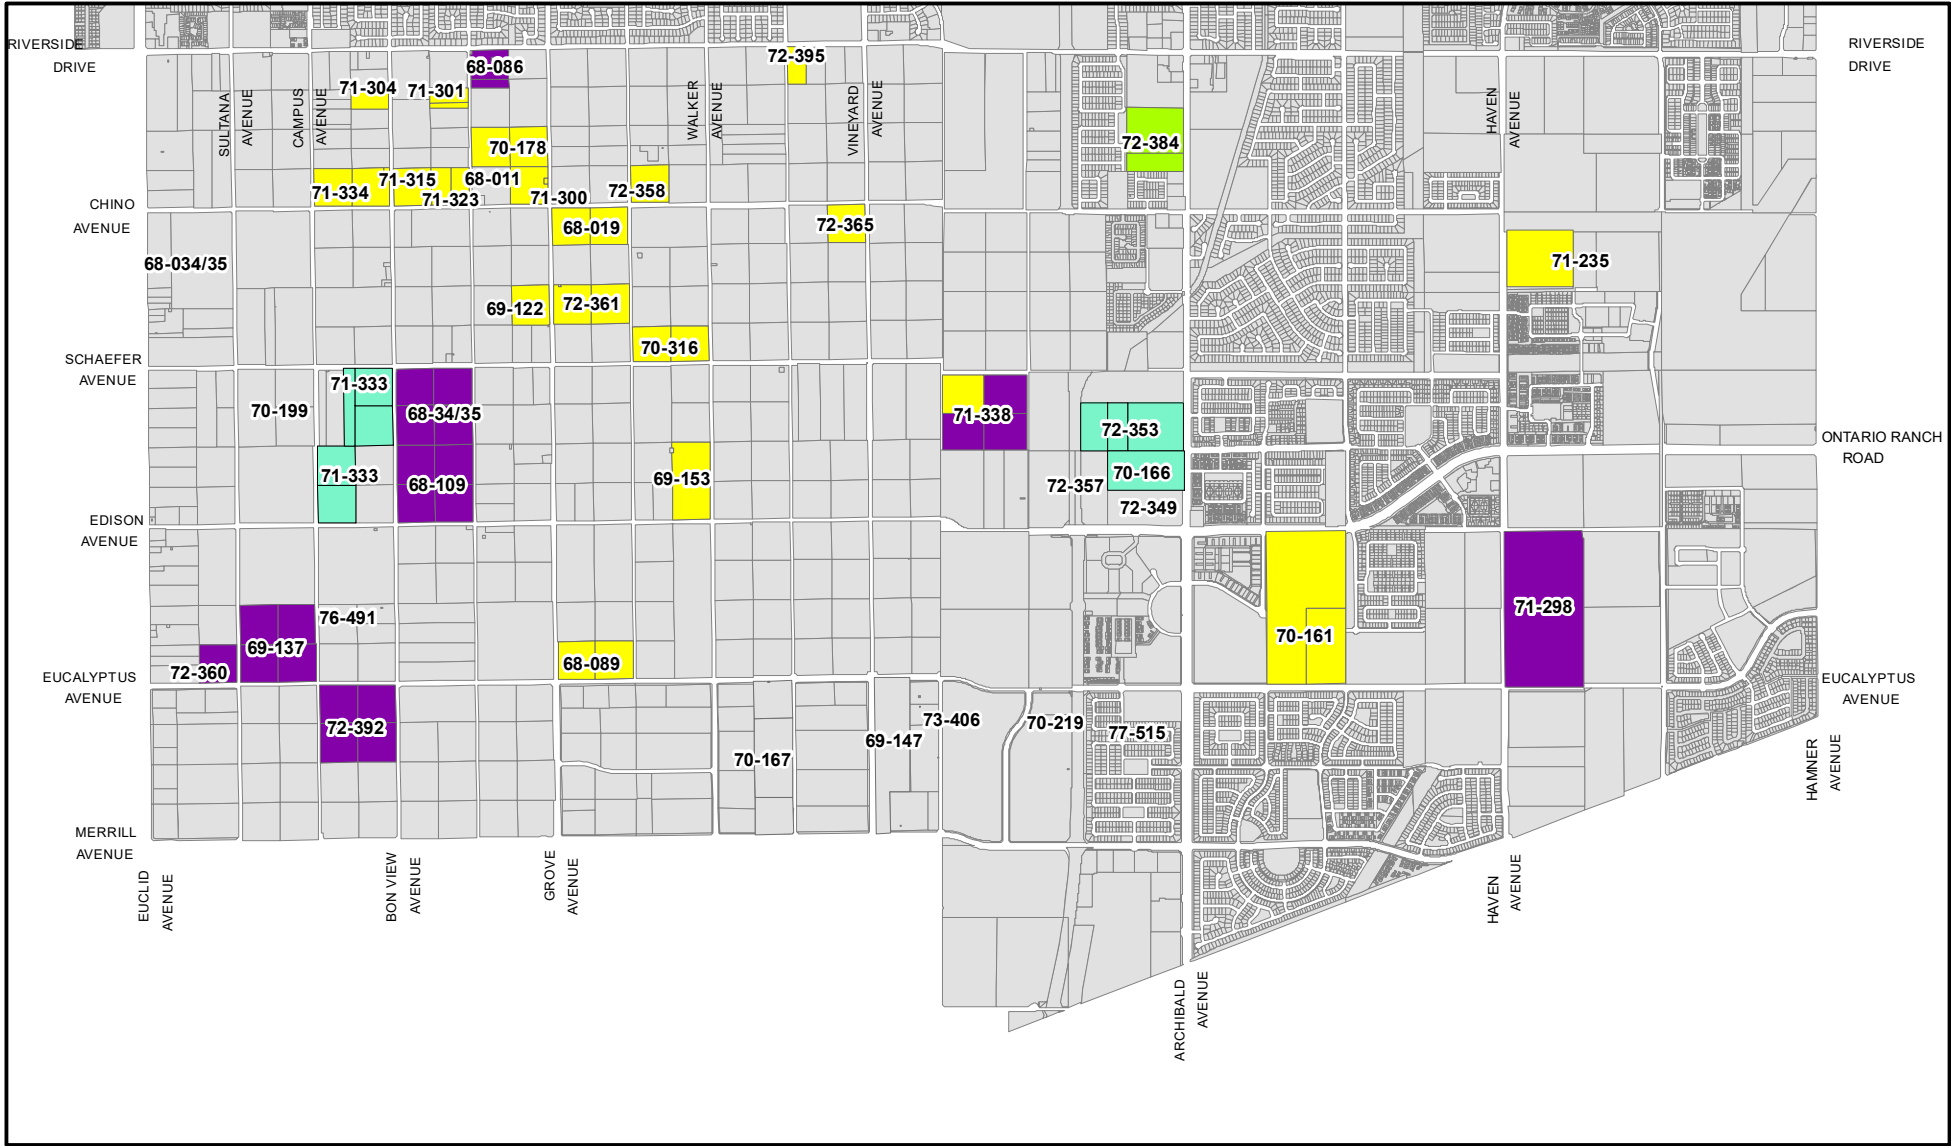 RIVERSIDE
DRIVE
RIVERSIDE
DRIVE
68-086
72-395
71-304
71-301
SULTANA
AVENUE
CAMPUS
AVENUE
WALKER
AVENUE
VINEYARD
AVENUE
HAVEN
AVENUE
72-384
70-178
71-334
71-315
68-011
71-323
71-300
72-358
CHINO
AVENUE
68-019
72-365
68-034/35
71-235
69-122
72-361
70-316
SCHAEFER
AVENUE
71-333
70-199
68-34/35
71-338
72-353
ONTARIO RANCH
ROAD
71-333
68-109
69-153
72-357
70-166
72-349
EDISON
AVENUE
76-491
71-298
69-137
70-161
72-360
68-089
EUCALYPTUS
AVENUE
EUCALYPTUS
AVENUE
72-392
73-406
70-219
77-515
69-147
70-167
HAMNER
AVENUE
MERRILL
AVENUE
EUCLID
AVENUE
BON VIEW
AVENUE
GROVE
AVENUE
HAVEN
AVENUE
ARCHIBALD
AVENUE